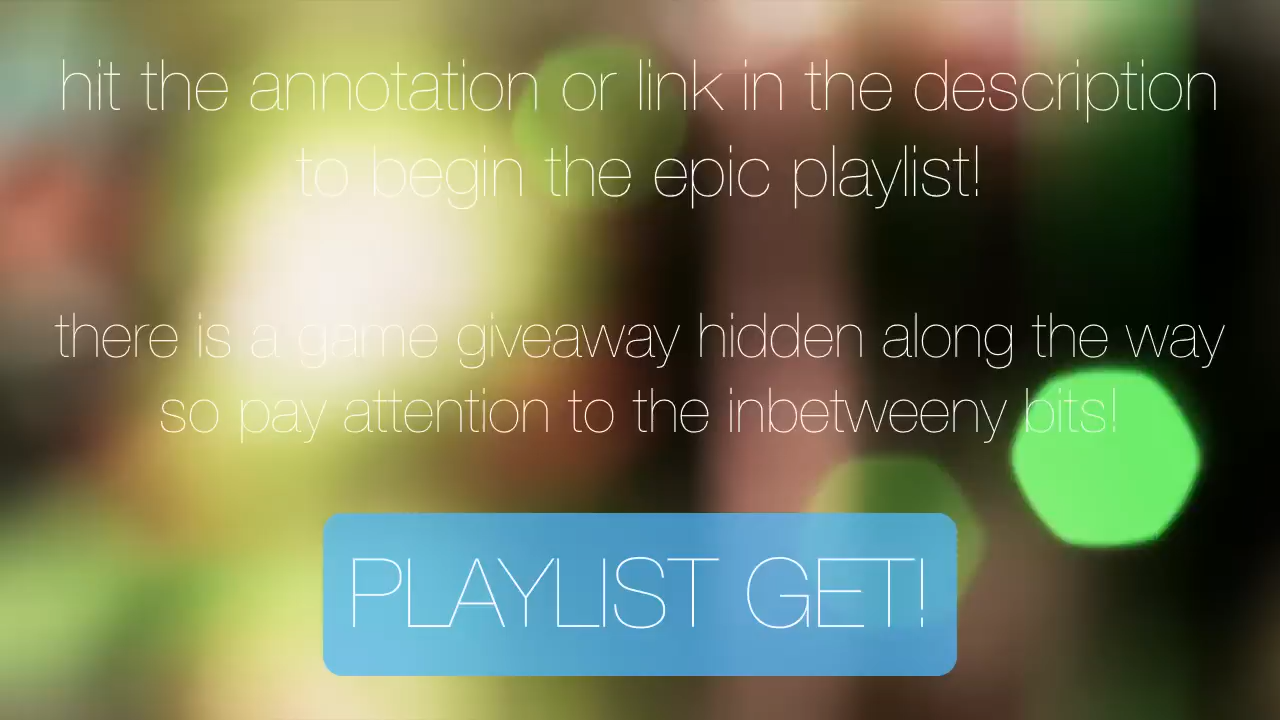 hit the annotation or link in the description
to begin the epic playlist!
there is a game giveaway hidden along the way
so pay attention to the inbetweeny bits!
PLAYLIST GET!